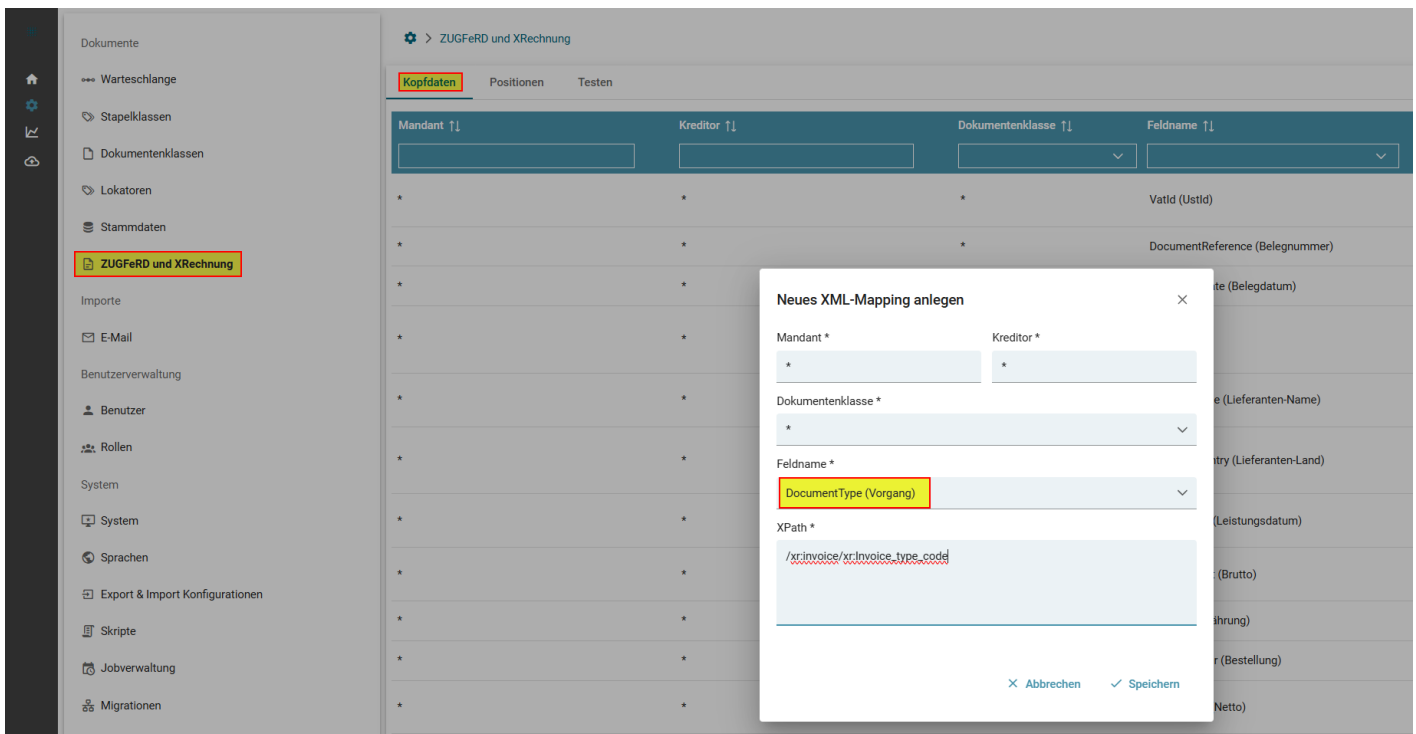 Dokumente
Warteschlange
Stapelklassen
Dokumentenklassen
Lokatoren
Stammdaten
ZUGFeRD und XRechnung
Importe
E-Mail
Benutzerverwaltung
Benutzer
Rollen
System
System
Sprachen
Export & Import Konfigurationen
Skripte
Jobverwaltung
Migrationen
> ZUGFeRD und XRechnung
Kopfdaten Positionen Testen
Mandant ↑↓ Kreditor ↑↓ Dokumentenklasse ↑↓ Feldname ↑↓
* * * VatId (UstId)
* * * DocumentReference (Belegnummer)
* * te (Belegdatum)
* *
* * e (Lieferanten-Name)
* * ntry (Lieferanten-Land)
* * (Leistungsdatum)
* * t (Brutto)
* * ährung)
* * r (Bestellung)
* * Netto)
Neues XML-Mapping anlegen
Mandant * Kreditor *
* *
Dokumentenklasse *
*
Feldname *
DocumentType (Vorgang)
XPath *
/xr:invoice/xr:Invoice_type_code
Abbrechen Speichern